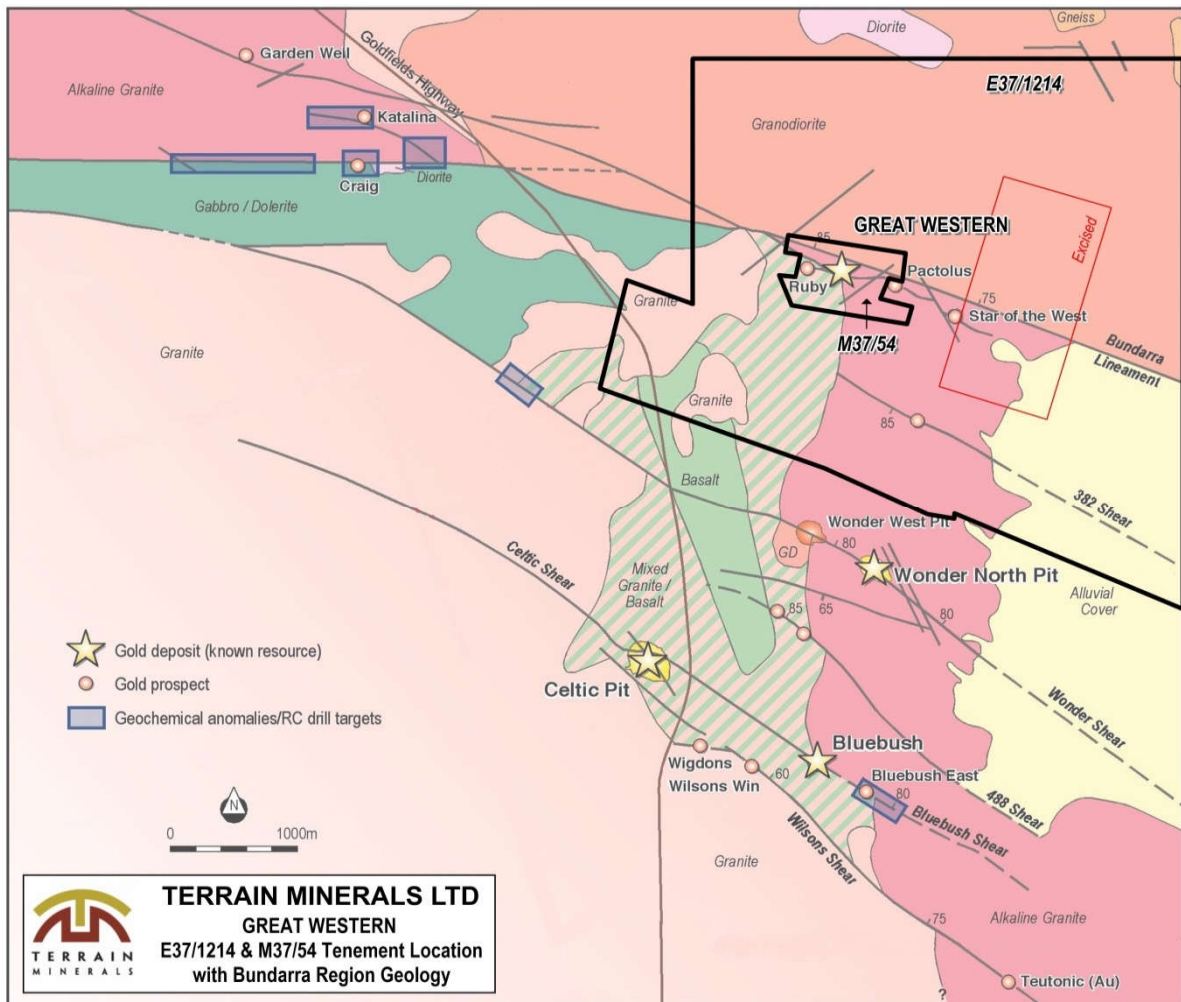 Garden Well
Goldfields Highway
Diorite
Gneiss
E37/1214
Alkaline Granite
Katalina
Granodiorite
Craig
Diorite
Gabbro / Dolerite
GREAT WESTERN
85
Ruby
Pactolus
Excised
75
Star of the West
M37/54
Bundarra
Lineament
Granite
Granite
Granite
85
Basalt
382 Shear
Wonder West Pit
GD
80
Wonder North Pit
Celtic Shear
Mixed
Granite /
Basalt
85
65
80
Alluvial
Cover
Gold deposit (known resource)
Gold prospect
Geochemical anomalies/RC drill targets
Celtic Pit
Wonder Shear
Bluebush
Wigdons
Wilsons Win
60
Bluebush East
80
488 Shear
Bluebush Shear
Wilsons Shear
N
0
1000m
Granite
75
Alkaline Granite
Teutonic (Au)
?
TERRAIN
MINERALS
TERRAIN MINERALS LTD
GREAT WESTERN
E37/1214 & M37/54 Tenement Location
with Bundarra Region Geology